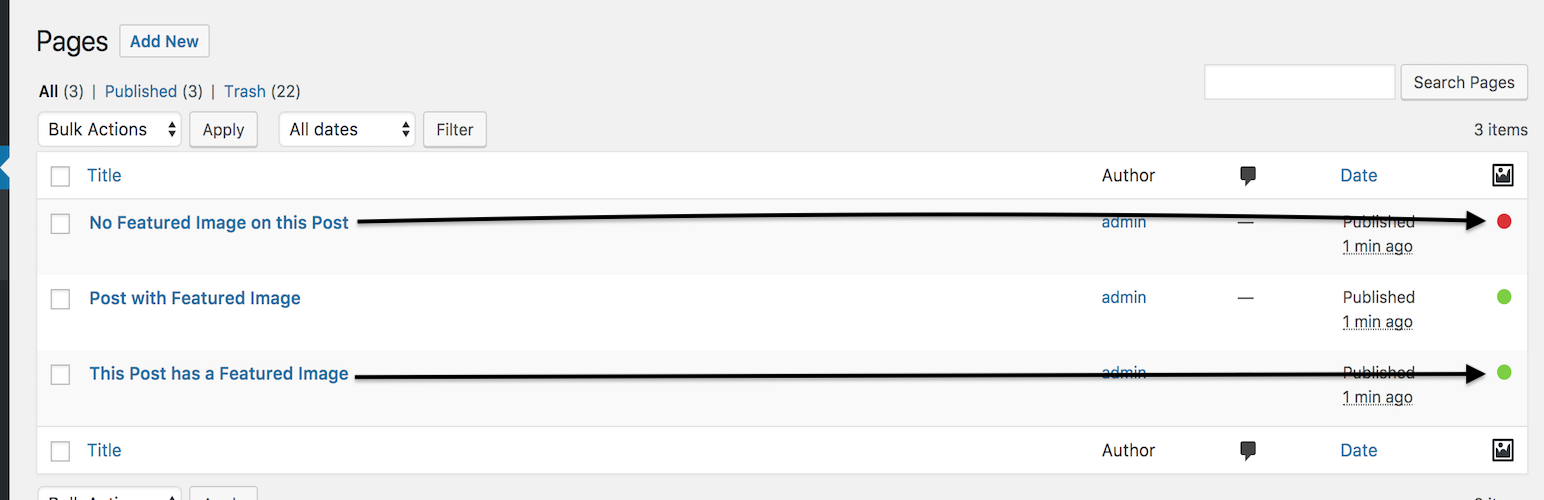 Pages Add New
All (3) | Published (3) | Trash (22)
Search Pages
Bulk Actions Apply All dates Filter 3 items
Title Author Date
No Featured Image on this Post admin — Published
1 min ago
Post with Featured Image admin — Published
1 min ago
This Post has a Featured Image admin — Published
1 min ago
Title Author Date